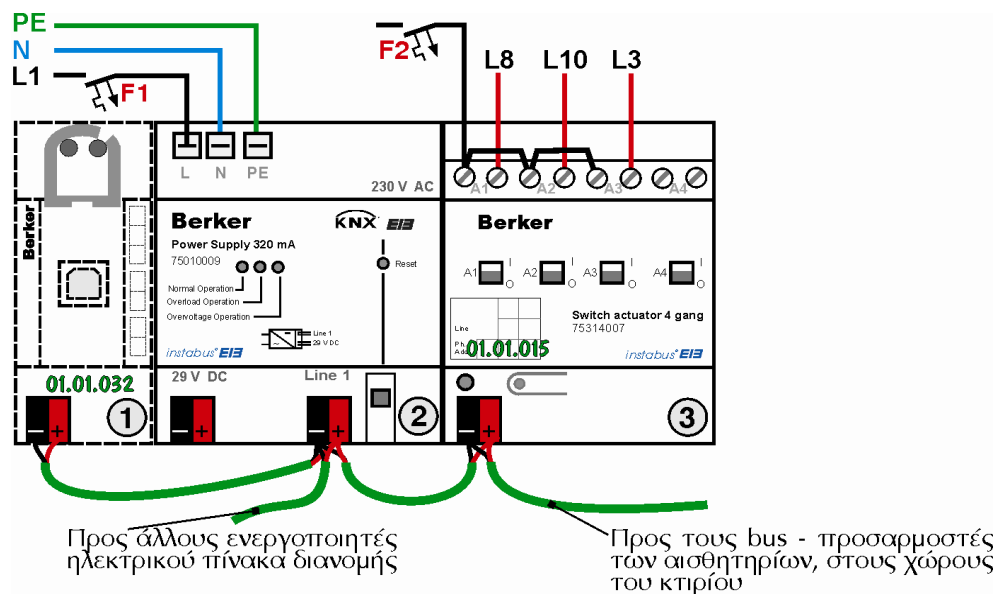 PE
N
L1
F1
F2
L8 L10 L3
L N PE
230 V AC
A1 A2 A3 A4
Berker
Berker
Power Supply 320 mA
75010009
Normal Operation
Overload Operation
Overvoltage Operation
KNX EIB
Reset
Line 1
29 VDC
instabus EIB
Berker
A1 I O A2 I O A3 I O A4 I O
Line
Ph.
Add
01.01.015
Switch actuator 4 gang
75314007
instabus EIB
01.01.032
29 V DC
Line 1
1
2
3
− +
− +
− +
− +
Προς άλλους ενεργοποιητές
ηλεκτρικού πίνακα διανομής
Προς τους bus - προσαρμοστές
των αισθητηρίων, στους χώρους
του κτιρίου